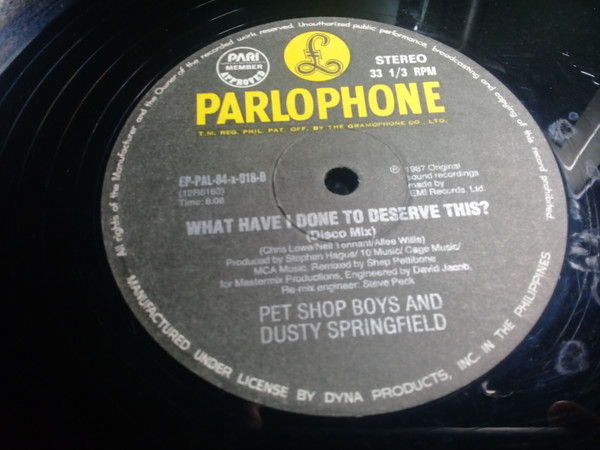 All rights of the Manufacturer and the Owner of the recorded work reserved. Unauthorized public performance, broadcasting and copying of this record prohibited.
PARI
MEMBER
APPROVED
£
STEREO
33 1/3 RPM
PARLOPHONE
T.M. REG. PHIL. PAT. OFF. BY THE GRAMOPHONE CO., LTD.
EP-PAL-84-x-018-B
(12R6163)
Time: 8:08
℗ 1987 Original
sound recordings
made by
EMI Records, Ltd.
WHAT HAVE I DONE TO DESERVE THIS?
(Disco Mix)
(Chris Lowe/Neil Tennant/Allee Willis)
Produced by Stephen Hague/ 10 Music/ Cage Music/
MCA Music. Remixed by Shep Pettibone
for Mastermix Productions, Engineered by David Jacob,
Re-mix engineer: Steve Peck
PET SHOP BOYS AND
DUSTY SPRINGFIELD
MANUFACTURED UNDER LICENSE BY DYNA PRODUCTS, INC. IN THE PHILIPPINES